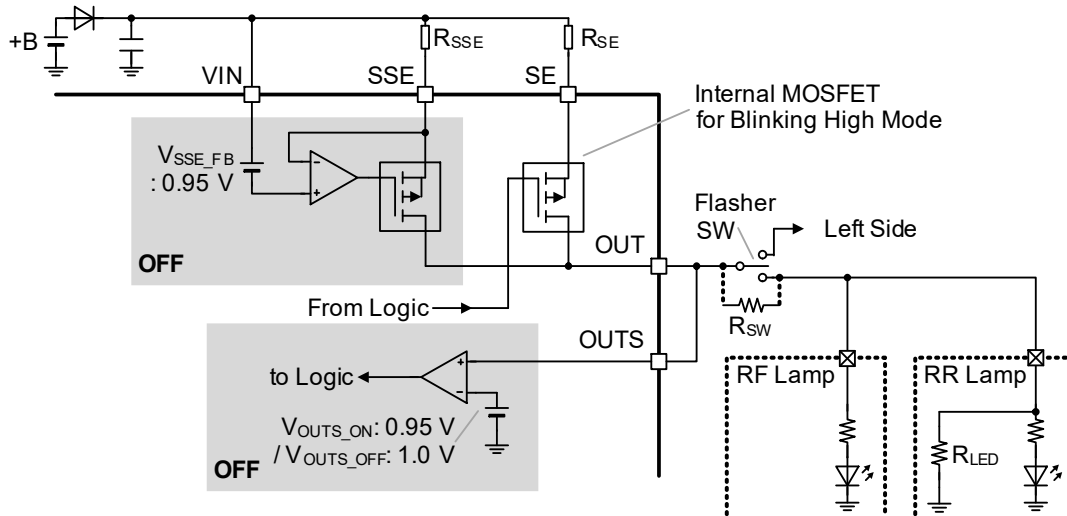 +B
RSSE
RSE
VIN
SSE
SE
Internal MOSFET
for Blinking High Mode
VSSE_FB
: 0.95 V
-
+
OFF
Flasher
SW
Left Side
OUT
From Logic
RSW
OUTS
to Logic
+
-
RF Lamp
RR Lamp
VOUTS_ON: 0.95 V
/ VOUTS_OFF: 1.0 V
OFF
RLED